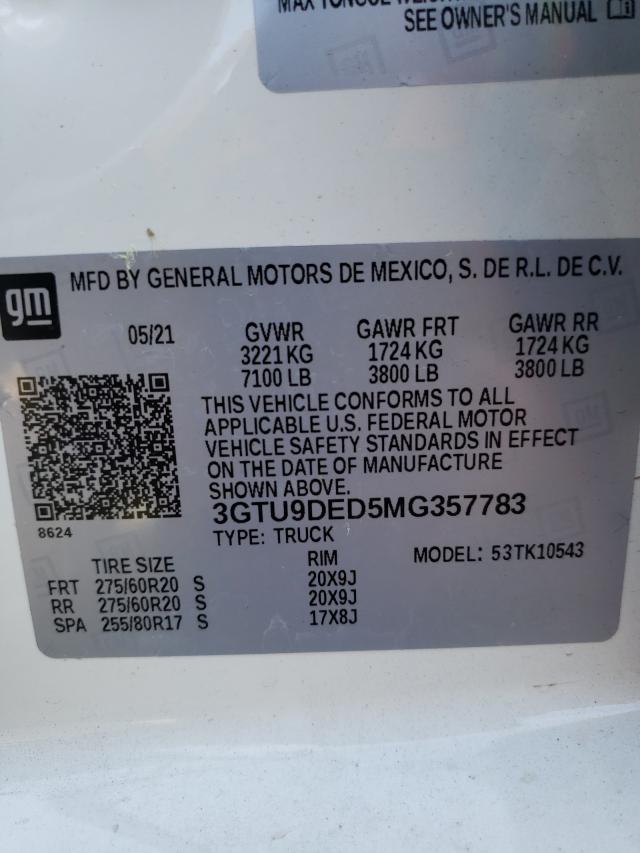 SEE OWNER'S MANUAL
gm
MFD BY GENERAL MOTORS DE MEXICO, S. DE R.L. DE C.V.
05/21 GVWR GAWR FRT GAWR RR
3221 KG 1724 KG 1724 KG
7100 LB 3800 LB 3800 LB
THIS VEHICLE CONFORMS TO ALL
APPLICABLE U.S. FEDERAL MOTOR
VEHICLE SAFETY STANDARDS IN EFFECT
ON THE DATE OF MANUFACTURE
SHOWN ABOVE.
3GTU9DED5MG357783
8624
TYPE: TRUCK MODEL: 53TK10543
TIRE SIZE RIM
FRT 275/60R20 S 20X9J
RR 275/60R20 S 20X9J
SPA 255/80R17 S 17X8J